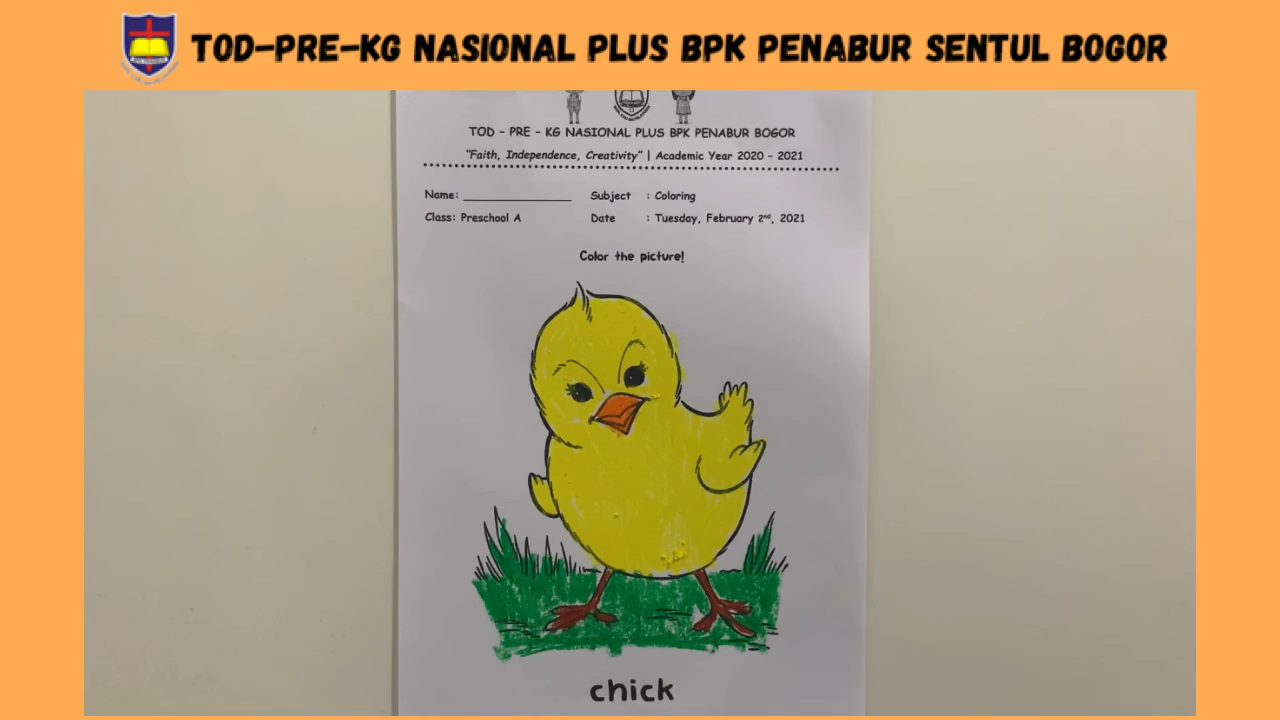 TOD-PRE-KG NASIONAL PLUS BPK PENABUR SENTUL BOGOR
TOD - PRE - KG NASIONAL PLUS BPK PENABUR BOGOR
"Faith, Independence, Creativity" | Academic Year 2020 - 2021
Name: _______________ Subject : Coloring
Class: Preschool A Date : Tuesday, February 2nd, 2021
Color the picture!
chick